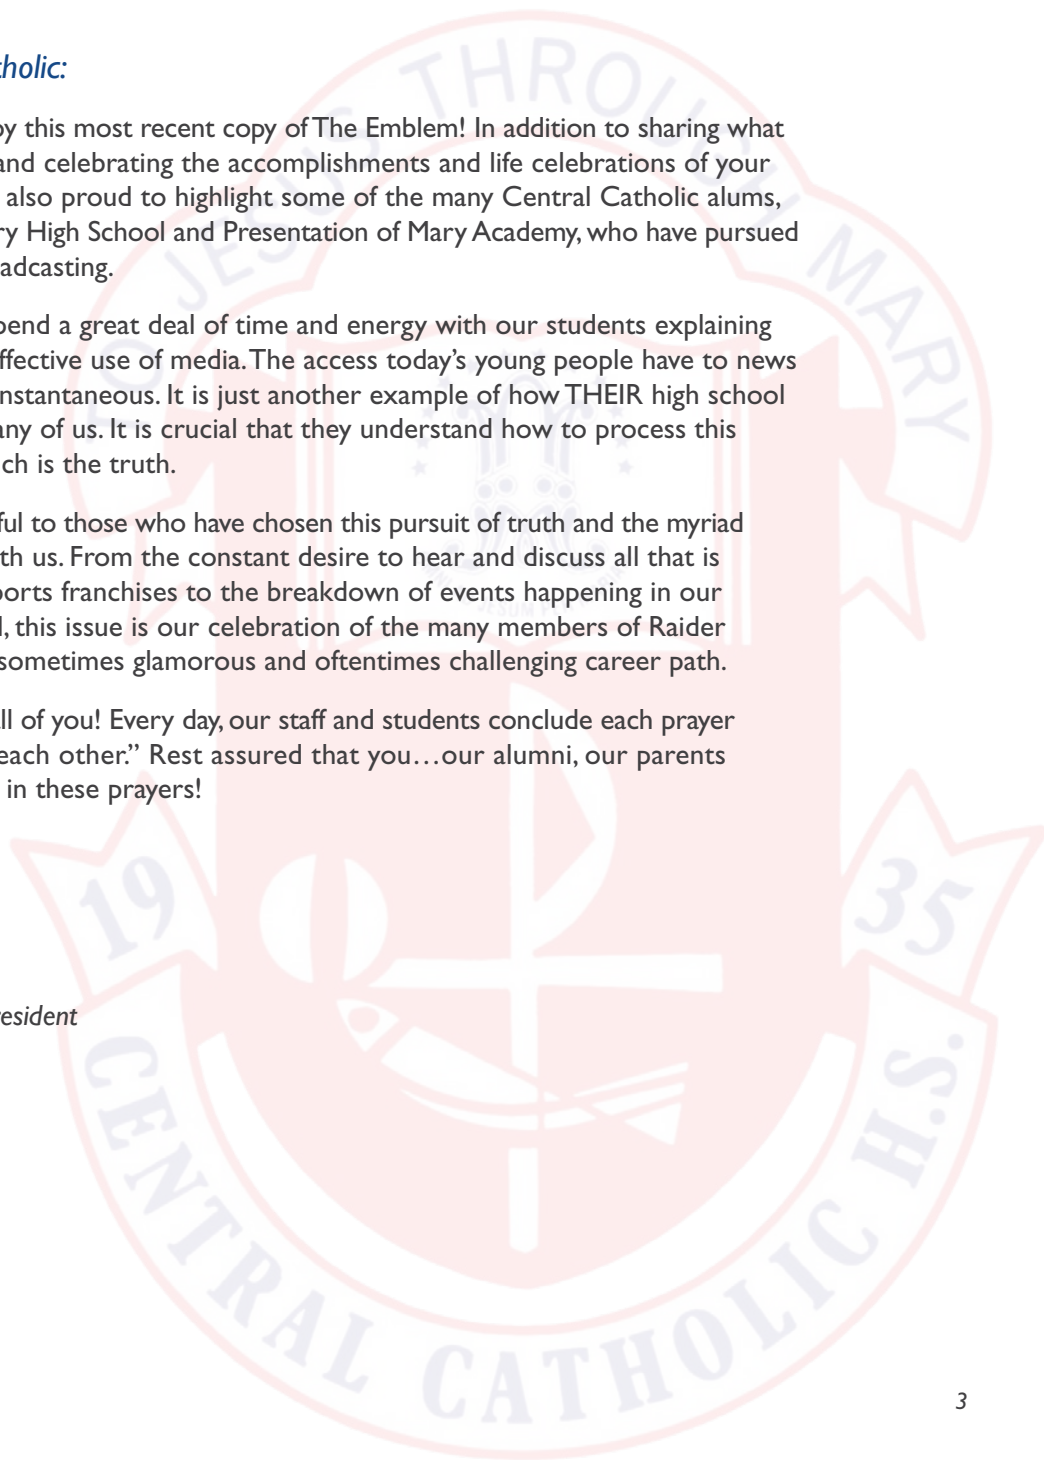 tholic:
oy this most recent copy of The Emblem! In addition to sharing what
and celebrating the accomplishments and life celebrations of your
also proud to highlight some of the many Central Catholic alums,
ry High School and Presentation of Mary Academy, who have pursued
adcasting.
pend a great deal of time and energy with our students explaining
ffective use of media. The access today’s young people have to news
nstantaneous. It is just another example of how THEIR high school
any of us. It is crucial that they understand how to process this
ch is the truth.
ful to those who have chosen this pursuit of truth and the myriad
th us. From the constant desire to hear and discuss all that is
ports franchises to the breakdown of events happening in our
l, this issue is our celebration of the many members of Raider
sometimes glamorous and oftentimes challenging career path.
ll of you! Every day, our staff and students conclude each prayer
each other.” Rest assured that you…our alumni, our parents
in these prayers!
resident
TO JESUS THROUGH MARY
19 35
CENTRAL CATHOLIC H.S.
3